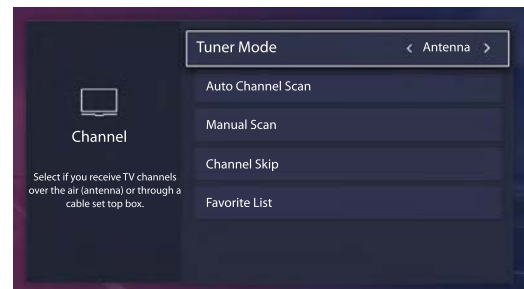 Tuner Mode < Antenna >
Auto Channel Scan
Manual Scan
Channel Skip
Favorite List
Channel
Select if you receive TV channels
over the air (antenna) or through a
cable set top box.